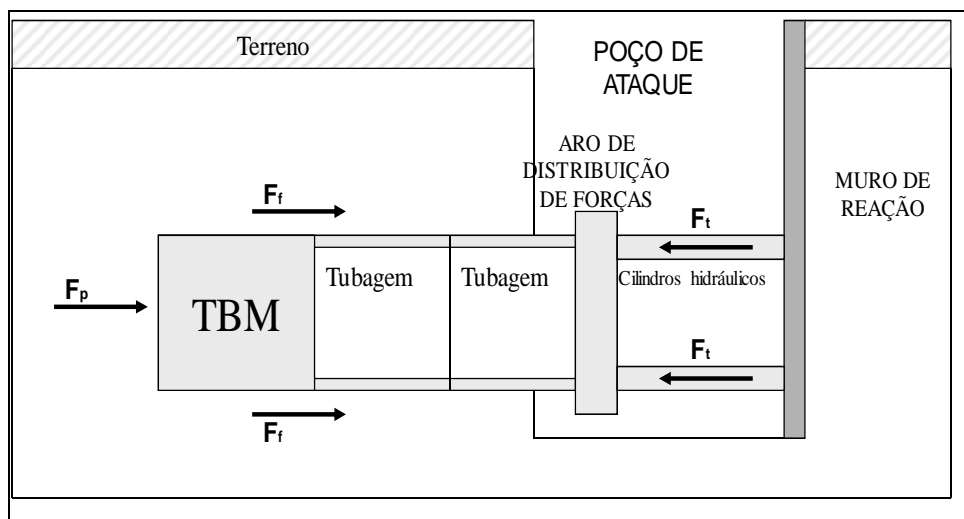 Terreno
POÇO DE
ATAQUE
ARO DE
DISTRIBUIÇÃO
DE FORÇAS
MURO DE
REAÇÃO
Ff
Ft
Tubagem
Tubagem
Cilindros hidráulicos
Fp
TBM
Ft
Ff